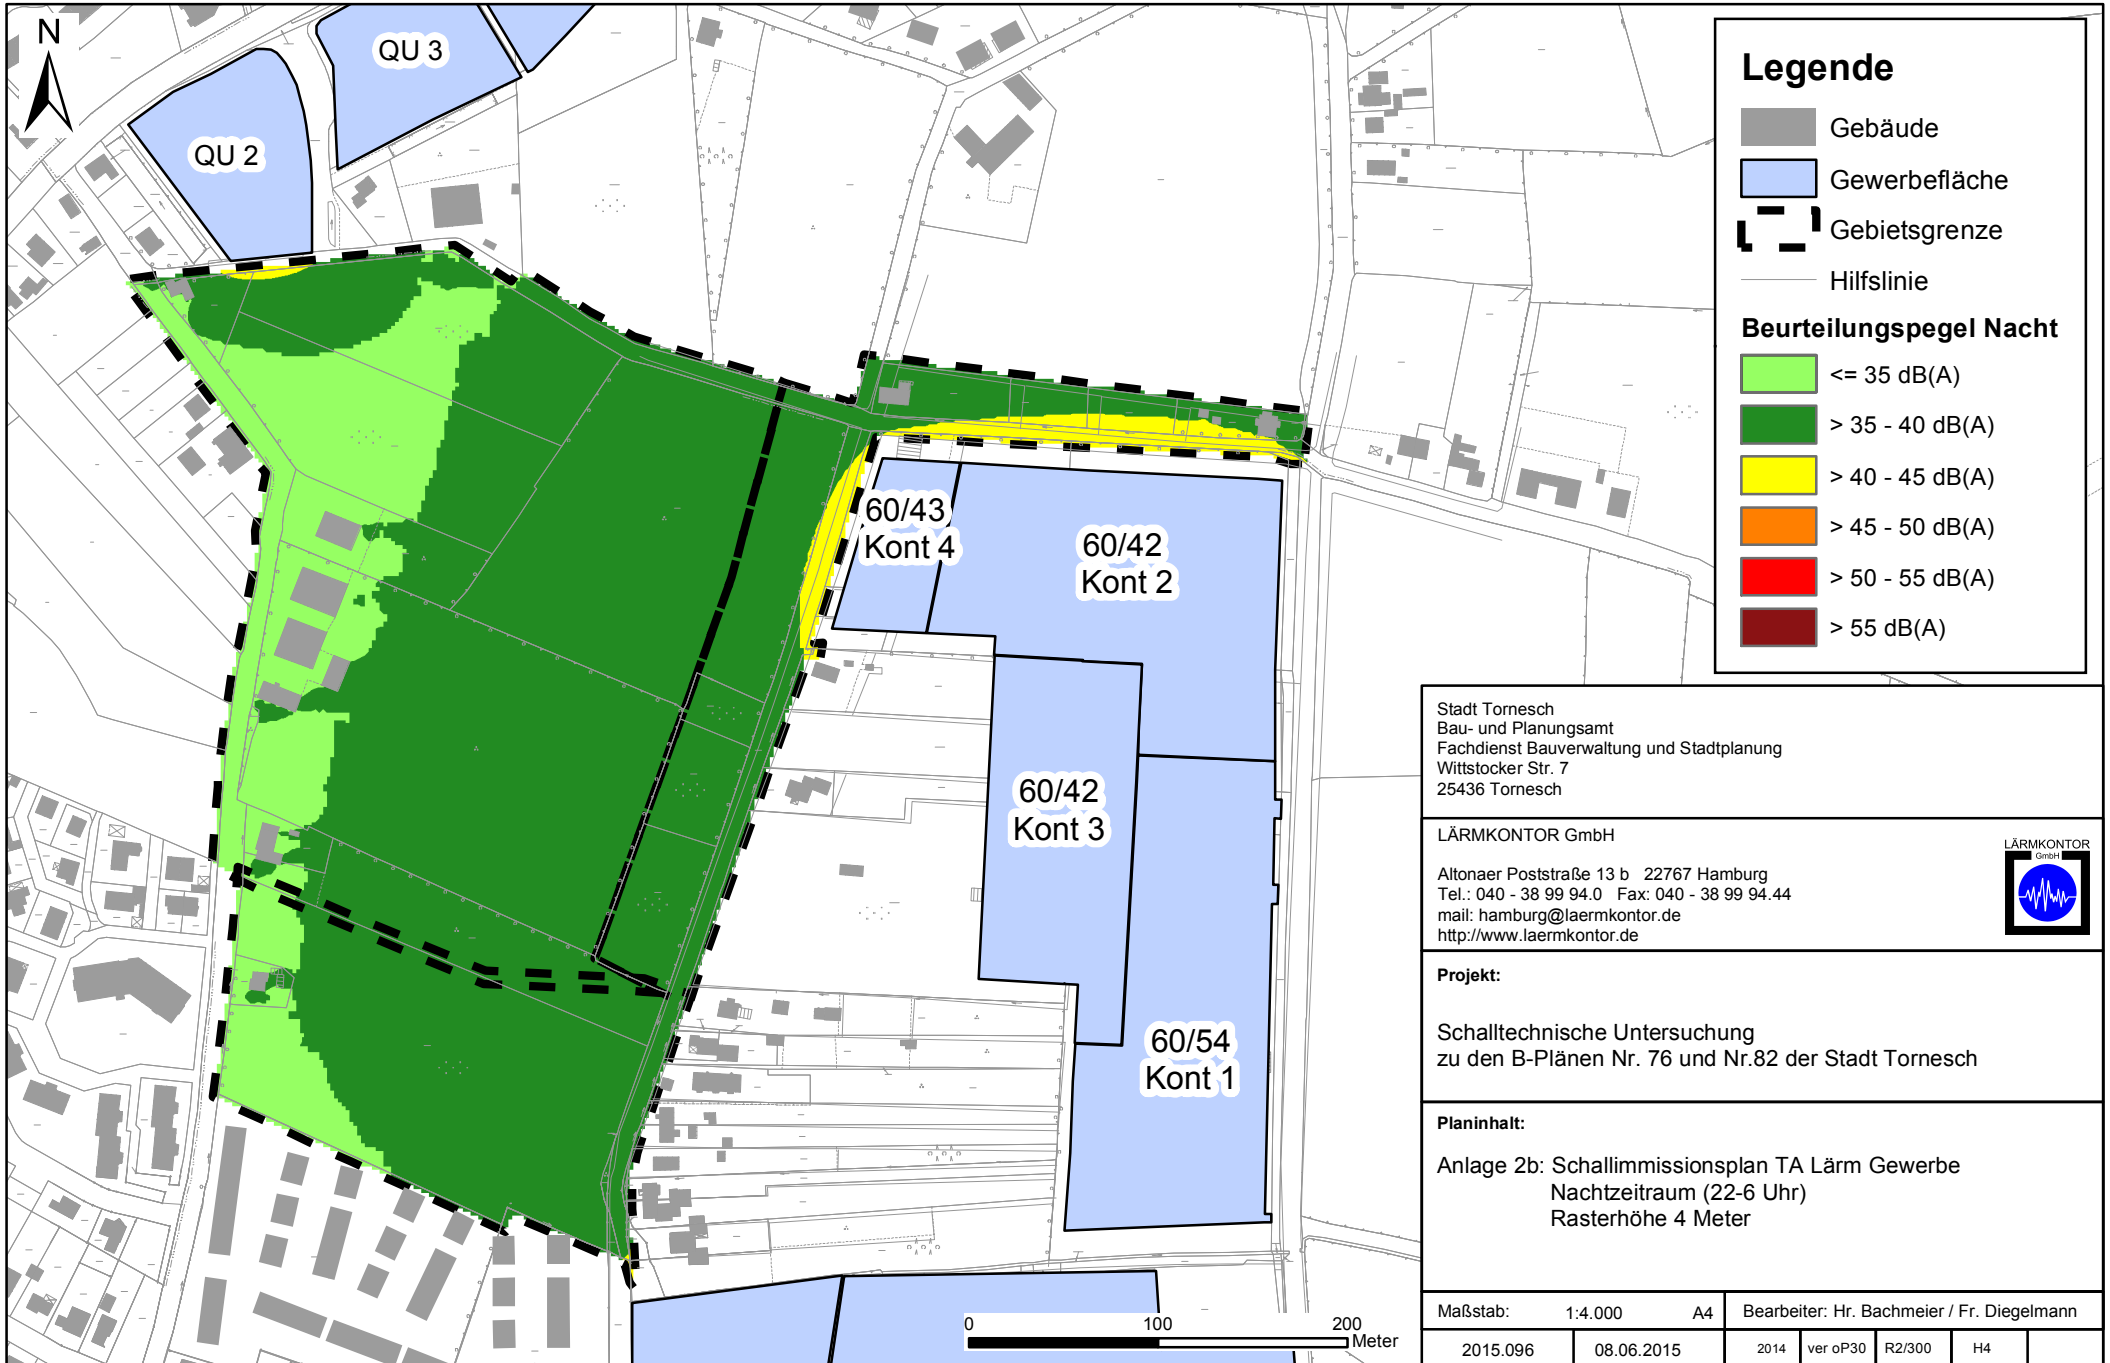 N
QU 3
QU 2
60/43
Kont 4
60/42
Kont 2
60/42
Kont 3
60/54
Kont 1
0 100 200
Meter
Legende
Gebäude
Gewerbefläche
Gebietsgrenze
Hilfslinie
Beurteilungspegel Nacht
<= 35 dB(A)
> 35 - 40 dB(A)
> 40 - 45 dB(A)
> 45 - 50 dB(A)
> 50 - 55 dB(A)
> 55 dB(A)
Stadt Tornesch
Bau- und Planungsamt
Fachdienst Bauverwaltung und Stadtplanung
Wittstocker Str. 7
25436 Tornesch
LÄRMKONTOR GmbH
Altonaer Poststraße 13 b 22767 Hamburg
Tel.: 040 - 38 99 94.0 Fax: 040 - 38 99 94.44
mail: hamburg@laermkontor.de
http://www.laermkontor.de
LÄRMKONTOR
GmbH
Projekt:
Schalltechnische Untersuchung
zu den B-Plänen Nr. 76 und Nr.82 der Stadt Tornesch
Planinhalt:
Anlage 2b: Schallimmissionsplan TA Lärm Gewerbe
Nachtzeitraum (22-6 Uhr)
Rasterhöhe 4 Meter
Maßstab: 1:4.000 A4 Bearbeiter: Hr. Bachmeier / Fr. Diegelmann
2015.096 08.06.2015 2014 ver oP30 R2/300 H4